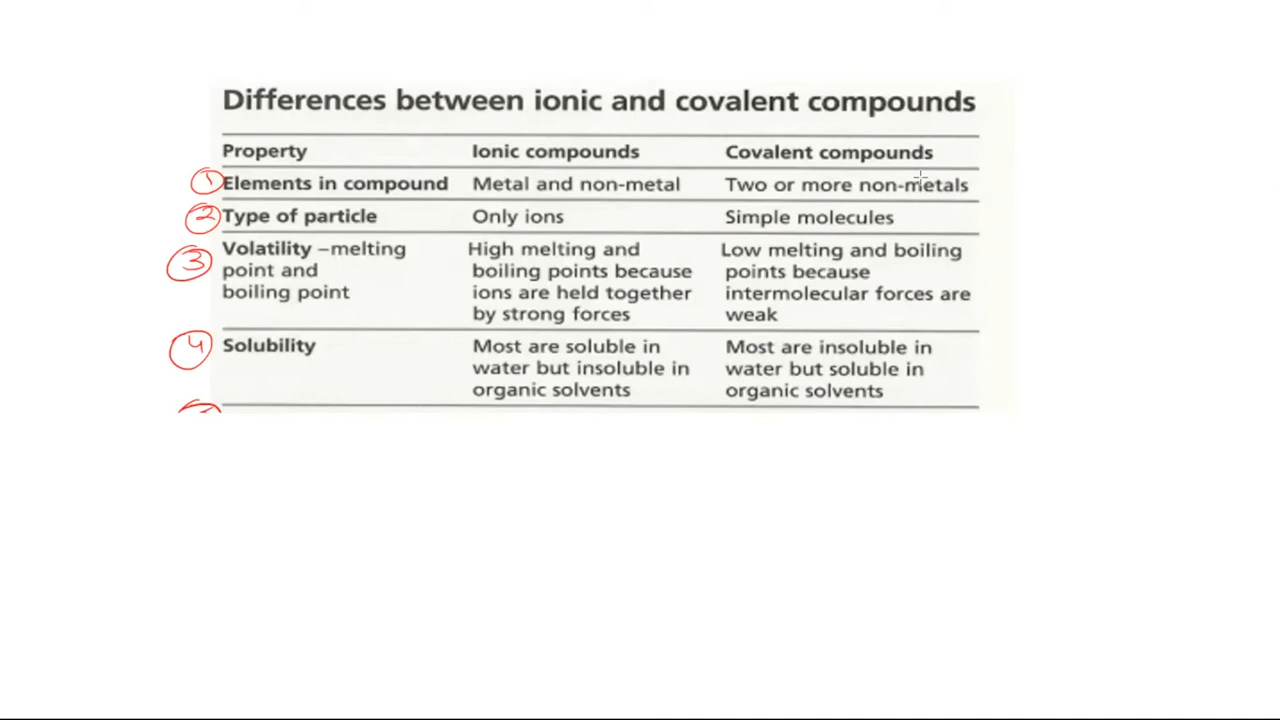 Differences between ionic and covalent compounds
Property Ionic compounds Covalent compounds
1 Elements in compound Metal and non-metal Two or more non-metals
2 Type of particle Only ions Simple molecules
3 Volatility –melting High melting and Low melting and boiling
point and boiling points because points because
boiling point ions are held together intermolecular forces are
by strong forces weak
4 Solubility Most are soluble in Most are insoluble in
water but insoluble in water but soluble in
organic solvents organic solvents